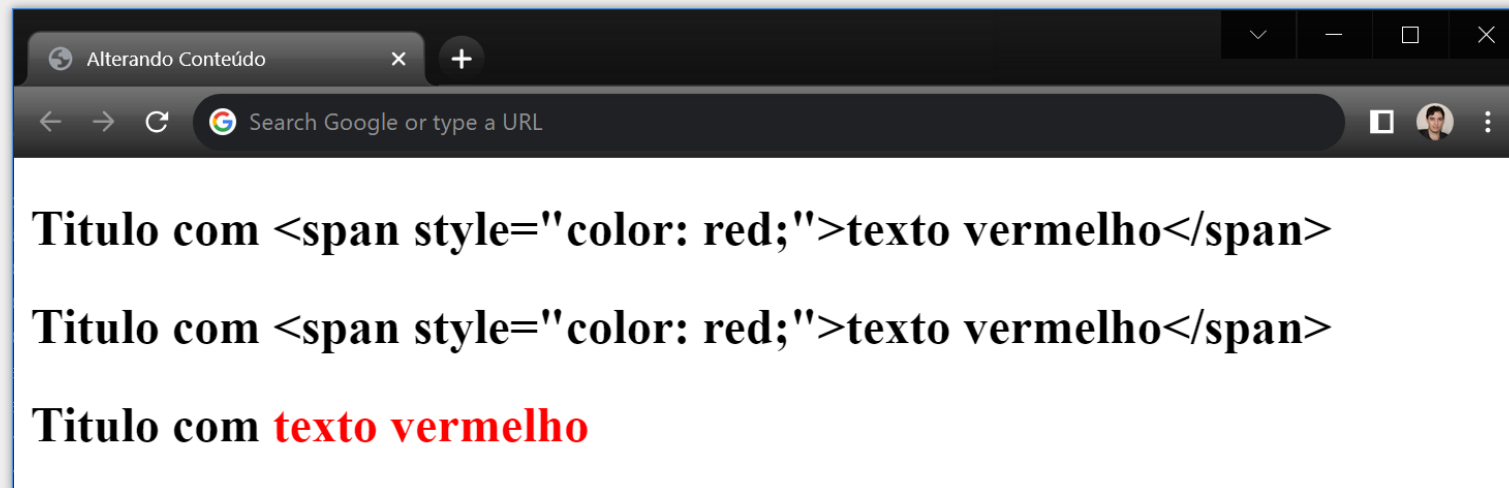 Alterando Conteúdo
Search Google or type a URL
Titulo com <span style="color: red;">texto vermelho</span>
Titulo com <span style="color: red;">texto vermelho</span>
Titulo com texto vermelho